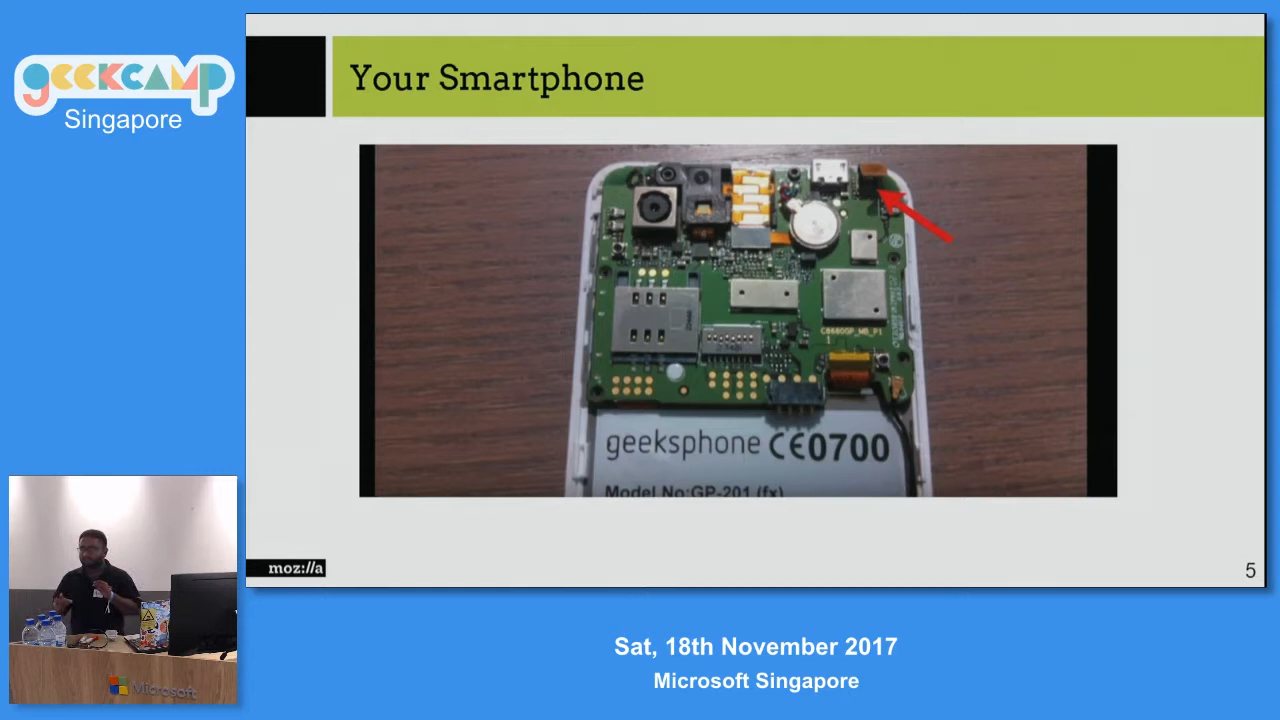 geekcamp
Singapore
Your Smartphone
C8680GP_MB_P1
1
geeksphone CE0700
Model No:GP-201 (fx)
moz://a
5
Microsoft
Sat, 18th November 2017
Microsoft Singapore